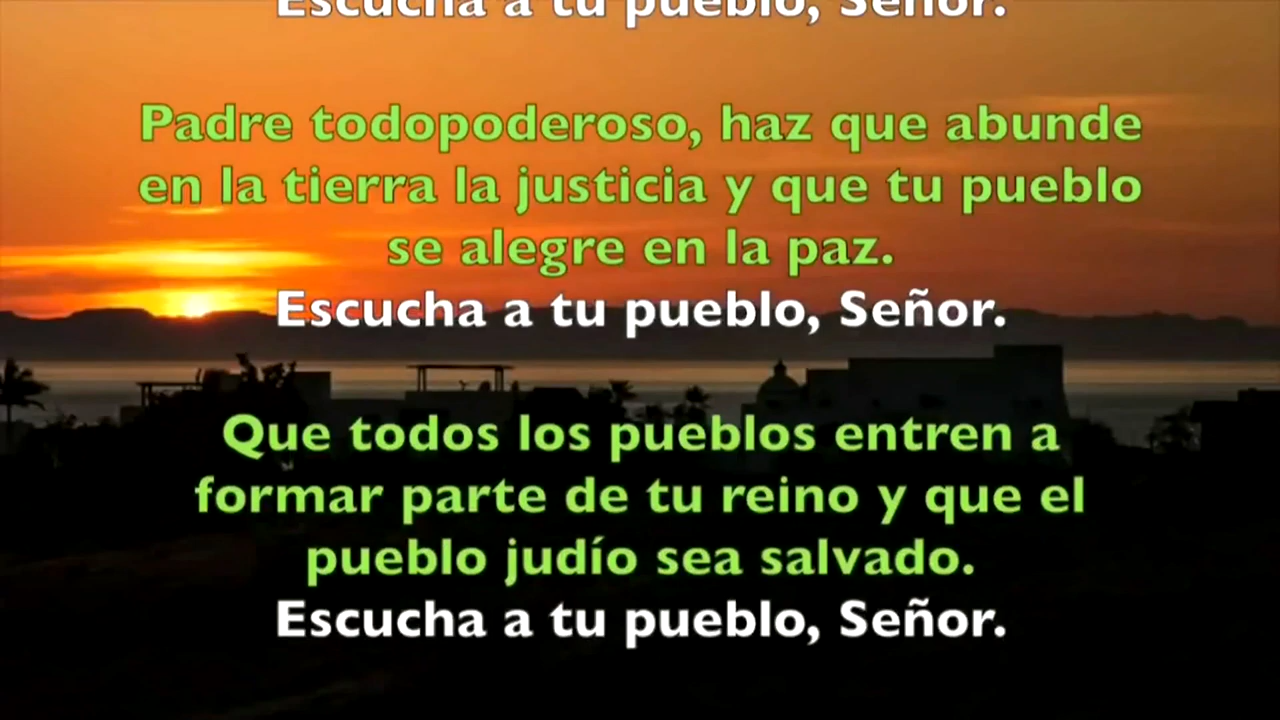 Escucha a tu pueblo, Señor.
Padre todopoderoso, haz que abunde
en la tierra la justicia y que tu pueblo
se alegre en la paz.
Escucha a tu pueblo, Señor.
Que todos los pueblos entren a
formar parte de tu reino y que el
pueblo judío sea salvado.
Escucha a tu pueblo, Señor.